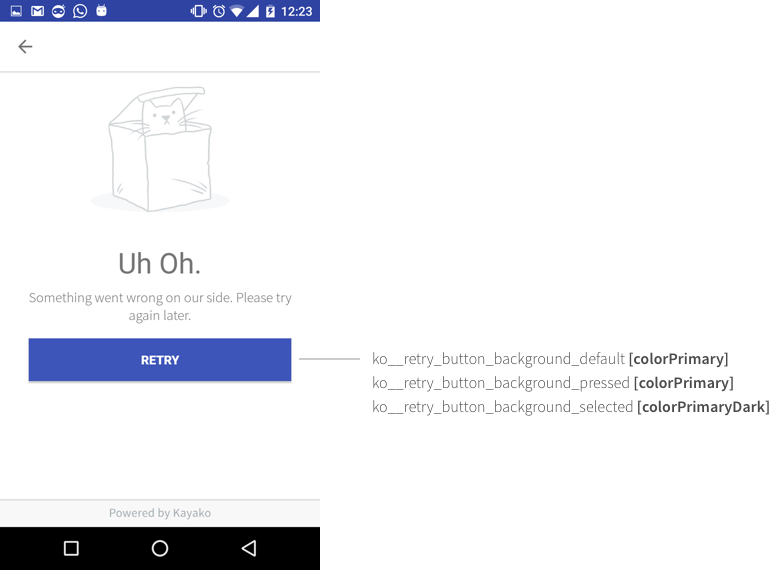 12:23
Uh Oh.
Something went wrong on our side. Please try
again later.
RETRY
ko__retry_button_background_default [colorPrimary]
ko__retry_button_background_pressed [colorPrimary]
ko__retry_button_background_selected [colorPrimaryDark]
Powered by Kayako